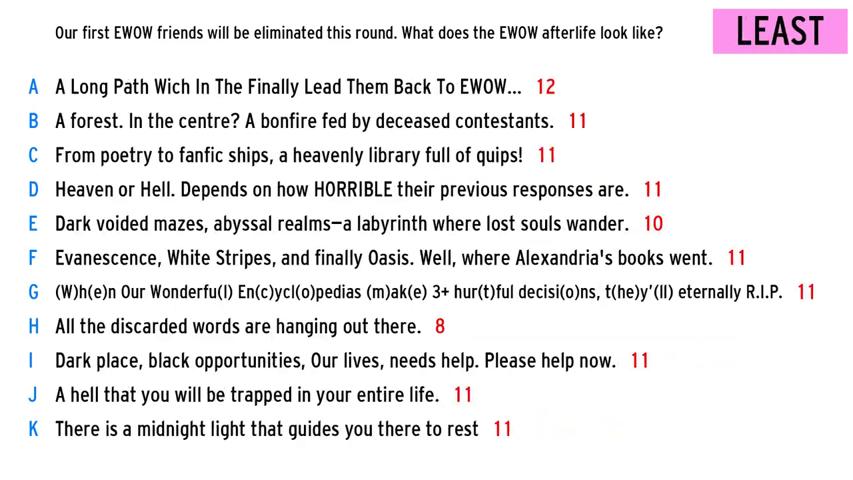 Our first EWOW friends will be eliminated this round. What does the EWOW afterlife look like?
LEAST
A A Long Path Wich In The Finally Lead Them Back To EWOW... 12
B A forest. In the centre? A bonfire fed by deceased contestants. 11
C From poetry to fanfic ships, a heavenly library full of quips! 11
D Heaven or Hell. Depends on how HORRIBLE their previous responses are. 11
E Dark voided mazes, abyssal realms—a labyrinth where lost souls wander. 10
F Evanescence, White Stripes, and finally Oasis. Well, where Alexandria's books went. 11
G (W)h(e)n Our Wonderfu(l) En(c)ycl(o)pedias (m)ak(e) 3+ hur(t)ful decisi(o)ns, t(he)y'(ll) eternally R.I.P. 11
H All the discarded words are hanging out there. 8
I Dark place, black opportunities, Our lives, needs help. Please help now. 11
J A hell that you will be trapped in your entire life. 11
K There is a midnight light that guides you there to rest 11